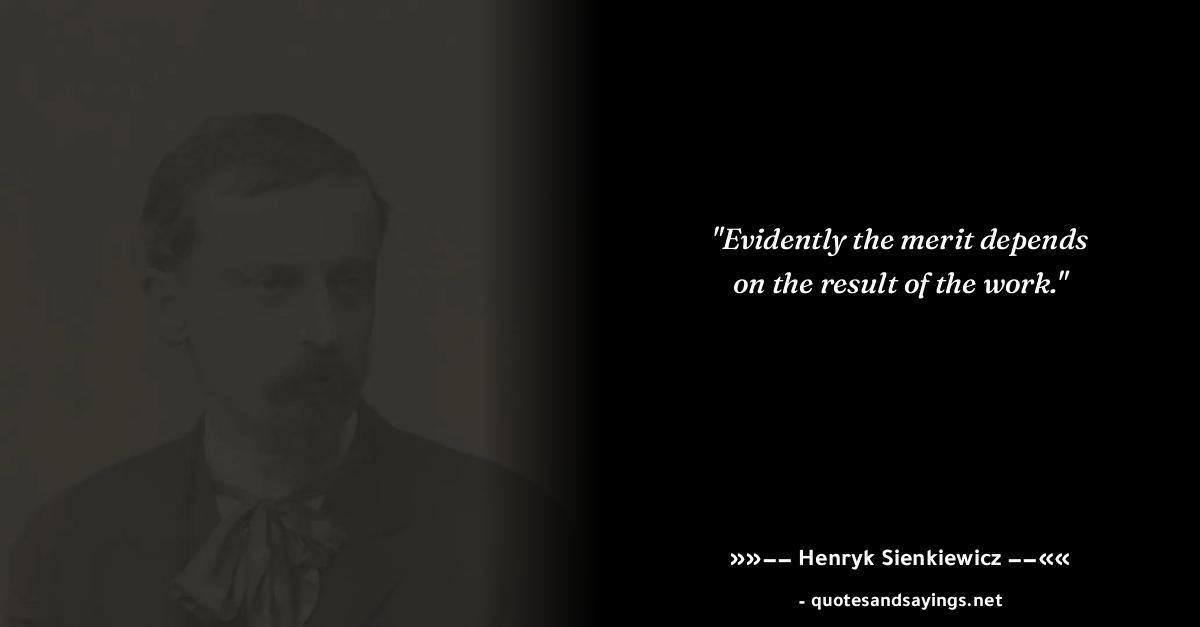 "Evidently the merit depends
on the result of the work."
»»−− Henryk Sienkiewicz −−««
- quotesandsayings.net